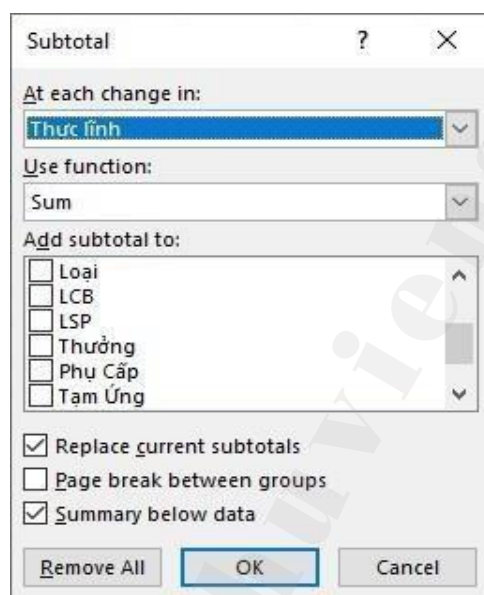 Subtotal ? ×
At each change in:
Thực lĩnh
Use function:
Sum
Add subtotal to:
Loại
LCB
LSP
Thưởng
Phụ Cấp
Tạm Ứng
Replace current subtotals
Page break between groups
Summary below data
Remove All OK Cancel